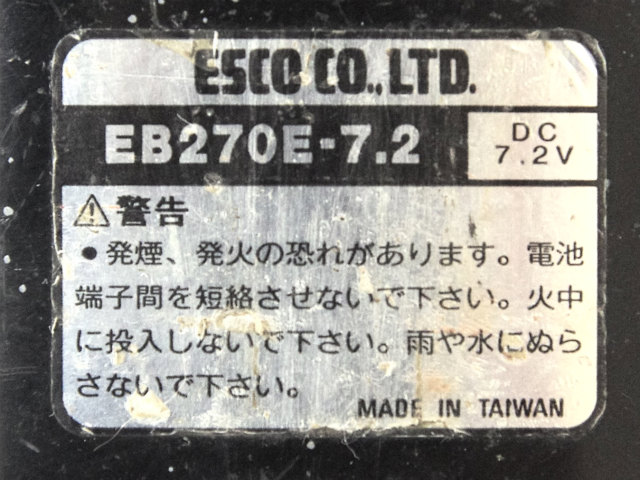 ESCO CO., LTD.
EB270E-7.2
DC
7.2V
⚠警告
•発煙、発火の恐れがあります。電池
端子間を短絡させないで下さい。火中
に投入しないで下さい。雨や水にぬら
さないで下さい。
MADE IN TAIWAN